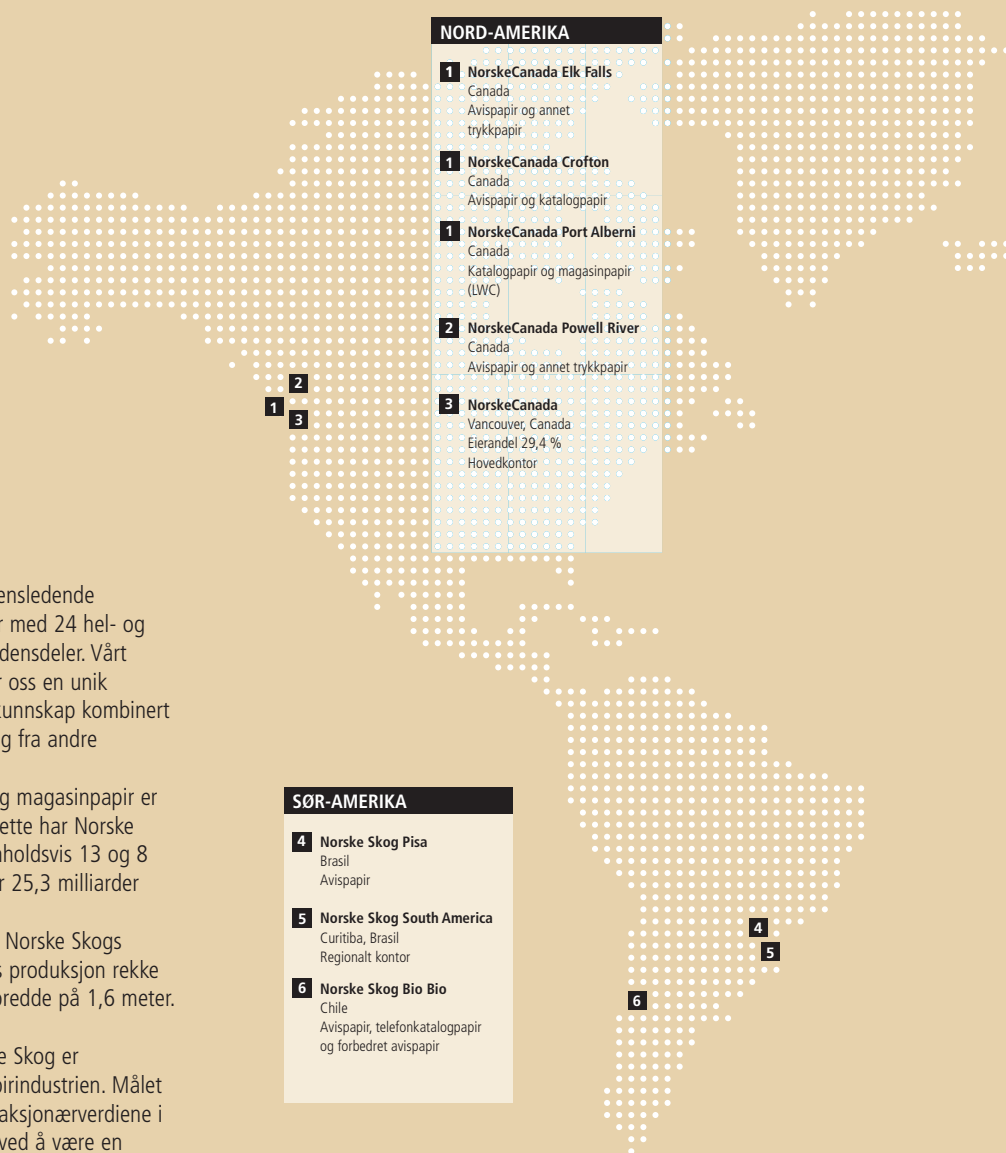 NORD-AMERIKA
1 NorskeCanada Elk Falls
Canada
Avispapir og annet
trykkpapir
1 NorskeCanada Crofton
Canada
Avispapir og katalogpapir
1 NorskeCanada Port Alberni
Canada
Katalogpapir og magasinpapir
(LWC)
2 NorskeCanada Powell River
Canada
Avispapir og annet trykkpapir
3 NorskeCanada
Vancouver, Canada
Eierandel 29,4 %
Hovedkontor
2
1
3
ensledende
r med 24 hel- og
densdeler. Vårt
r oss en unik
kunnskap kombinert
g fra andre
g magasinpapir er
ette har Norske
nholdsvis 13 og 8
r 25,3 milliarder
Norske Skogs
s produksjon rekke
bredde på 1,6 meter.
e Skog er
pirindustrien. Målet
aksjonærverdiene i
ved å være en
SØR-AMERIKA
4 Norske Skog Pisa
Brasil
Avispapir
5 Norske Skog South America
Curitiba, Brasil
Regionalt kontor
6 Norske Skog Bio Bio
Chile
Avispapir, telefonkatalogpapir
og forbedret avispapir
4
5
6